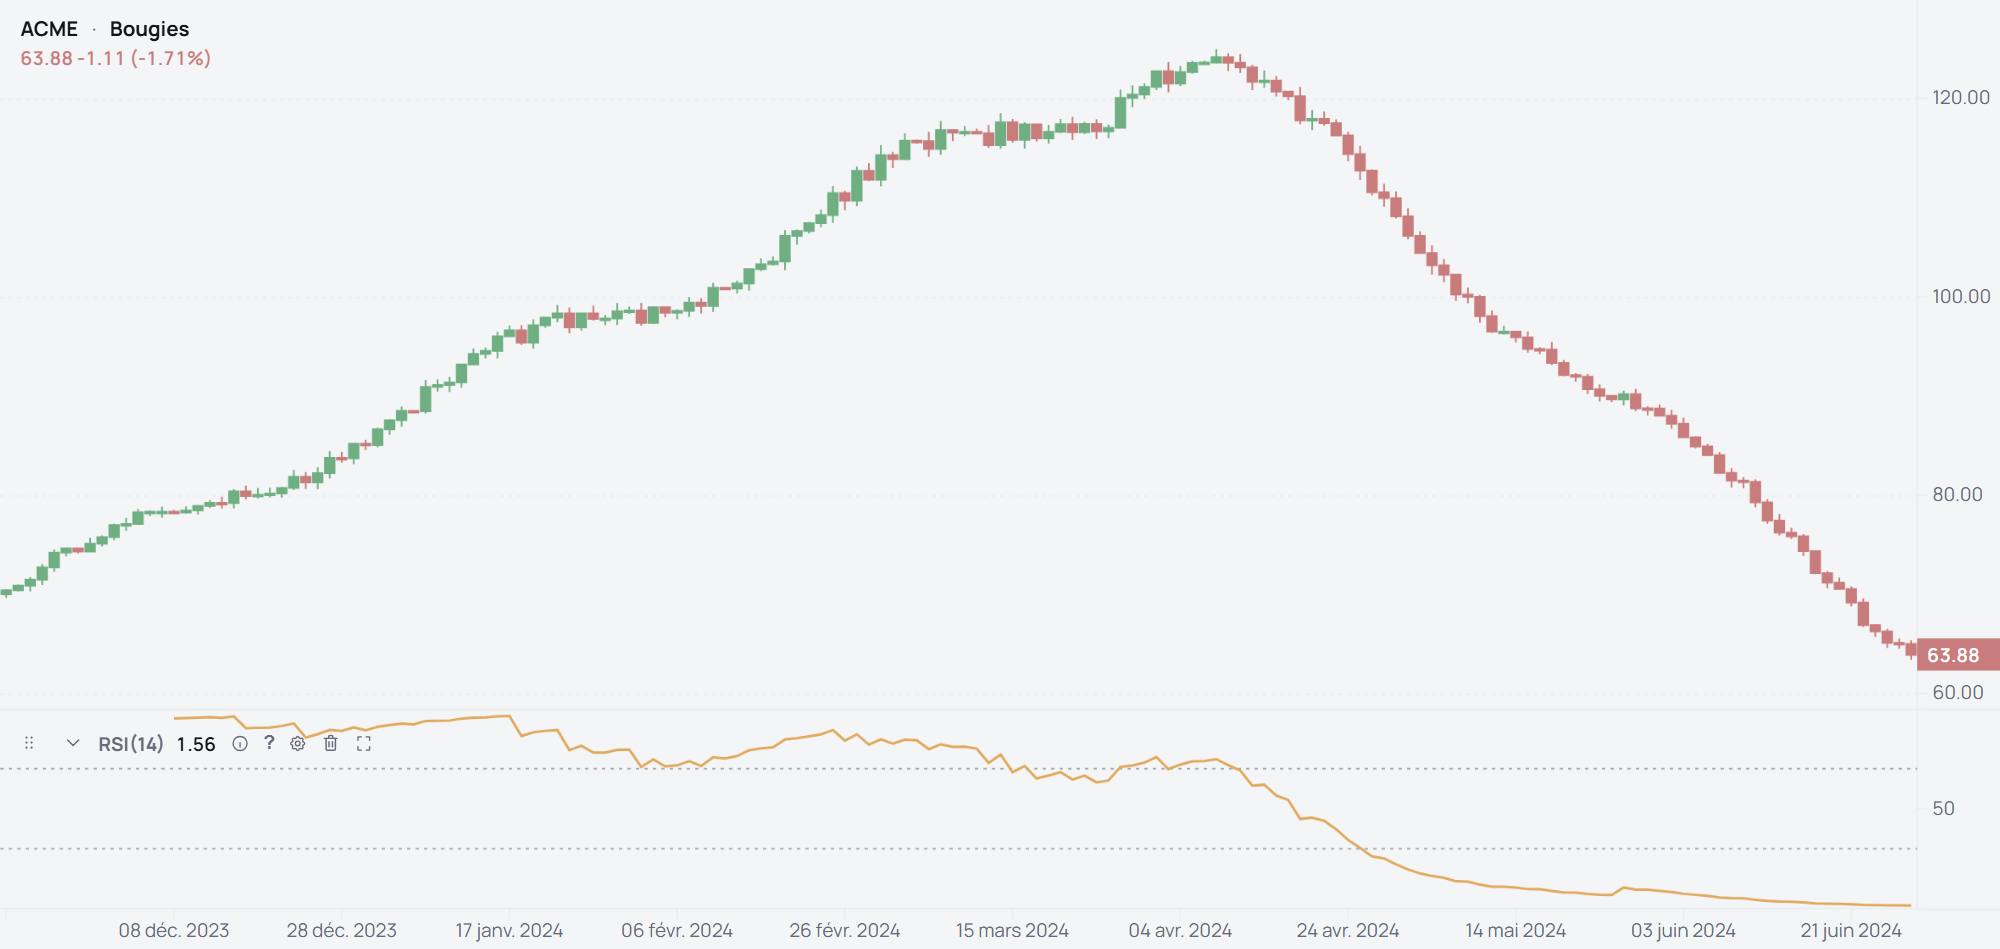 ACME · Bougies
63.88 -1.11 (-1.71%)
120.00
100.00
80.00
63.88
60.00
RSI(14) 1.56 ?
50
08 déc. 2023 28 déc. 2023 17 janv. 2024 06 févr. 2024 26 févr. 2024 15 mars 2024 04 avr. 2024 24 avr. 2024 14 mai 2024 03 juin 2024 21 juin 2024